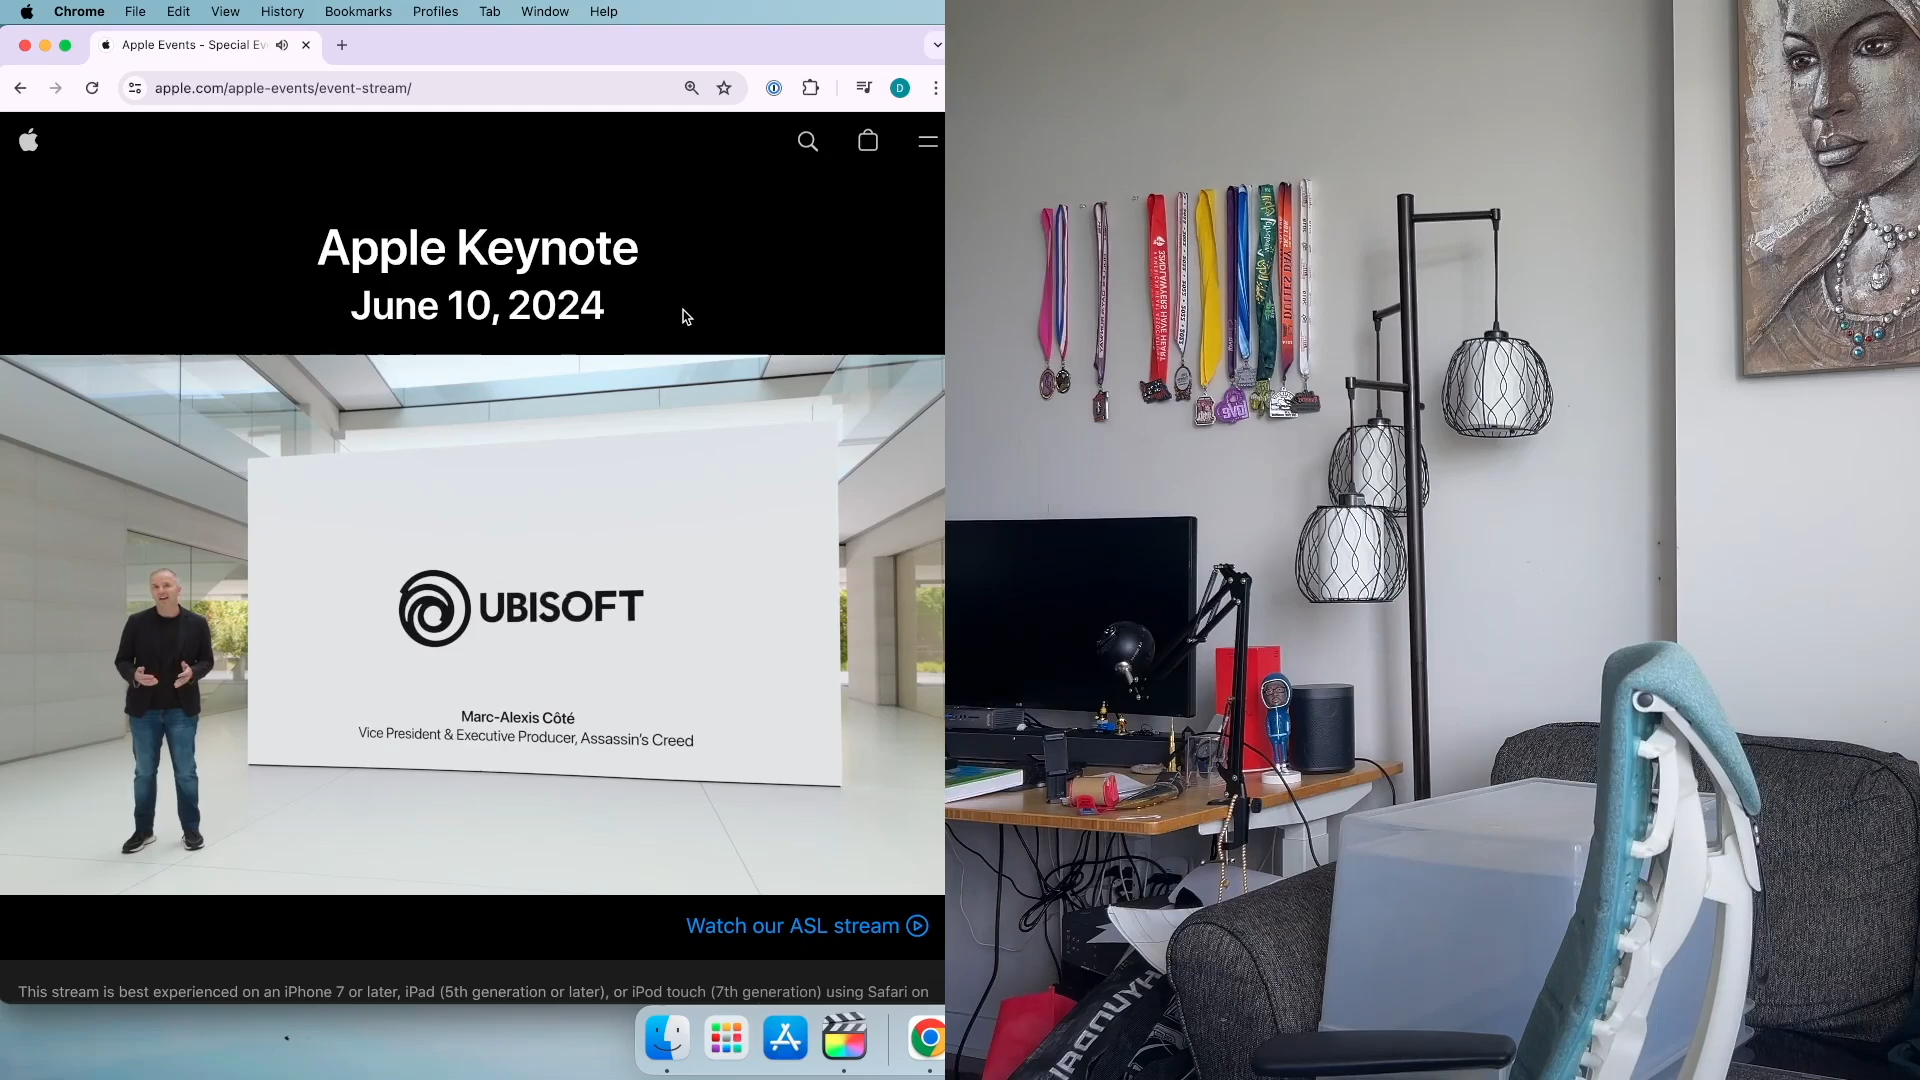 Chrome File Edit View History Bookmarks Profiles Tab Window Help
Apple Events - Special Ev
apple.com/apple-events/event-stream/
D
Apple Keynote
June 10, 2024
UBISOFT
Marc-Alexis Côté
Vice President & Executive Producer, Assassin's Creed
Watch our ASL stream
This stream is best experienced on an iPhone 7 or later, iPad (5th generation or later), or iPod touch (7th generation) using Safari on